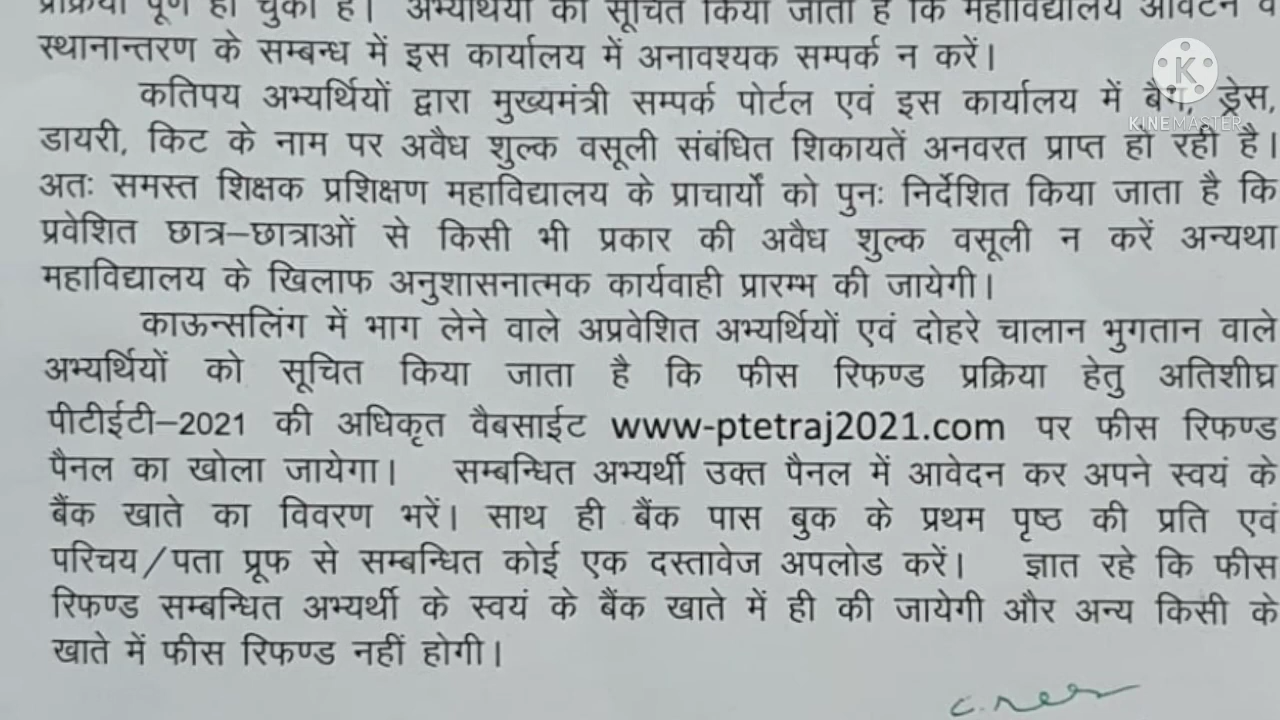 प्रक्रिया पूर्ण हो चुकी है। अभ्यर्थियों को सूचित किया जाता है कि महाविद्यालय आवंटन व
स्थानान्तरण के सम्बन्ध में इस कार्यालय में अनावश्यक सम्पर्क न करें।
कतिपय अभ्यर्थियों द्वारा मुख्यमंत्री सम्पर्क पोर्टल एवं इस कार्यालय में बैग, ड्रेस,
KINEMASTER
डायरी, किट के नाम पर अवैध शुल्क वसूली संबंधित शिकायतें अनवरत प्राप्त हो रही है।
अतः समस्त शिक्षक प्रशिक्षण महाविद्यालय के प्राचार्यों को पुनः निर्देशित किया जाता है कि
प्रवेशित छात्र–छात्राओं से किसी भी प्रकार की अवैध शुल्क वसूली न करें अन्यथा
महाविद्यालय के खिलाफ अनुशासनात्मक कार्यवाही प्रारम्भ की जायेगी।
काऊन्सलिंग में भाग लेने वाले अप्रवेशित अभ्यर्थियों एवं दोहरे चालान भुगतान वाले
अभ्यर्थियों को सूचित किया जाता है कि फीस रिफण्ड प्रक्रिया हेतु अतिशीघ्र
पीटीईटी–2021 की अधिकृत वैबसाईट www-ptetraj2021.com पर फीस रिफण्ड
पैनल का खोला जायेगा। सम्बन्धित अभ्यर्थी उक्त पैनल में आवेदन कर अपने स्वयं के
बैंक खाते का विवरण भरें। साथ ही बैंक पास बुक के प्रथम पृष्ठ की प्रति एवं
परिचय/पता प्रूफ से सम्बन्धित कोई एक दस्तावेज अपलोड करें। ज्ञात रहे कि फीस
रिफण्ड सम्बन्धित अभ्यर्थी के स्वयं के बैंक खाते में ही की जायेगी और अन्य किसी के
खाते में फीस रिफण्ड नहीं होगी।